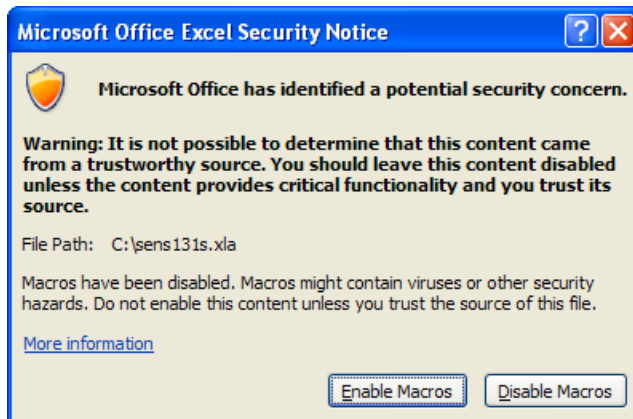 Microsoft Office Excel Security Notice
Microsoft Office has identified a potential security concern.
Warning: It is not possible to determine that this content came
from a trustworthy source. You should leave this content disabled
unless the content provides critical functionality and you trust its
source.
File Path: C:\sens131s.xla
Macros have been disabled. Macros might contain viruses or other security
hazards. Do not enable this content unless you trust the source of this file.
More information
Enable Macros Disable Macros